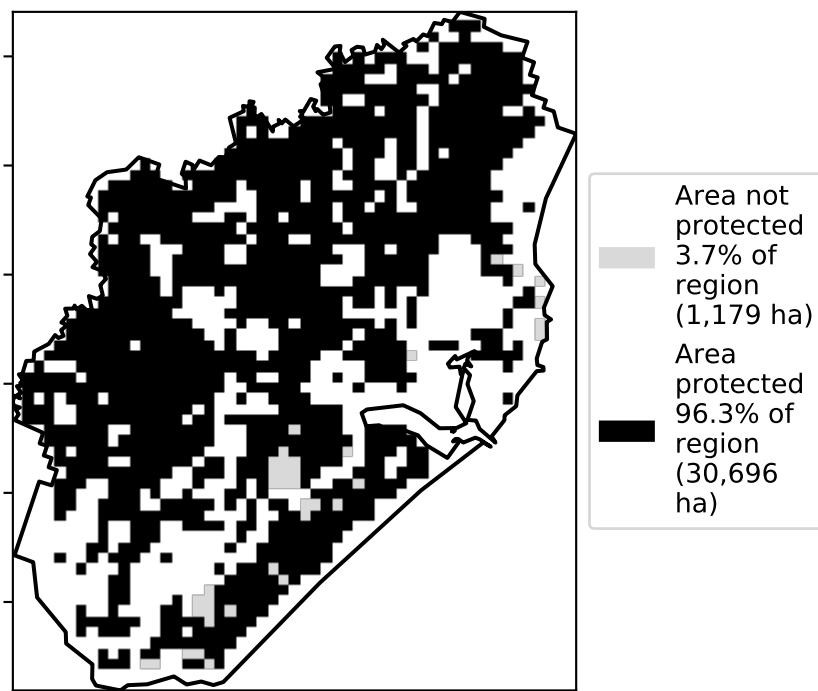 Area not
protected
3.7% of
region
(1,179 ha)
Area
protected
96.3% of
region
(30,696
ha)